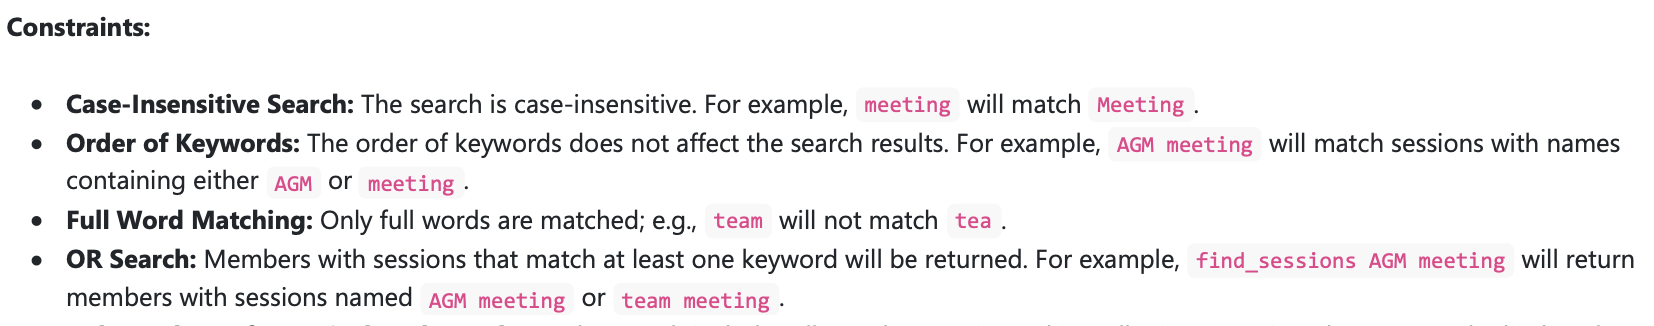 Constraints:
• Case-Insensitive Search: The search is case-insensitive. For example, meeting will match Meeting.
• Order of Keywords: The order of keywords does not affect the search results. For example, AGM meeting will match sessions with names
containing either AGM or meeting.
• Full Word Matching: Only full words are matched; e.g., team will not match tea.
• OR Search: Members with sessions that match at least one keyword will be returned. For example, find_sessions AGM meeting will return
members with sessions named AGM meeting or team meeting.